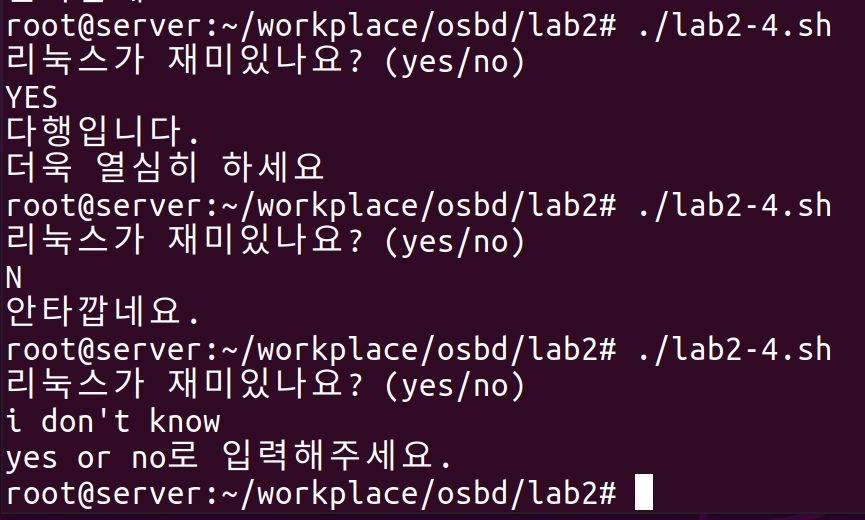 root@server:~/workplace/osbd/lab2# ./lab2-4.sh
리눅스가 재미있나요? (yes/no)
YES
다행입니다.
더욱 열심히 하세요
root@server:~/workplace/osbd/lab2# ./lab2-4.sh
리눅스가 재미있나요? (yes/no)
N
안타깝네요.
root@server:~/workplace/osbd/lab2# ./lab2-4.sh
리눅스가 재미있나요? (yes/no)
i don't know
yes or no로 입력해주세요.
root@server:~/workplace/osbd/lab2#